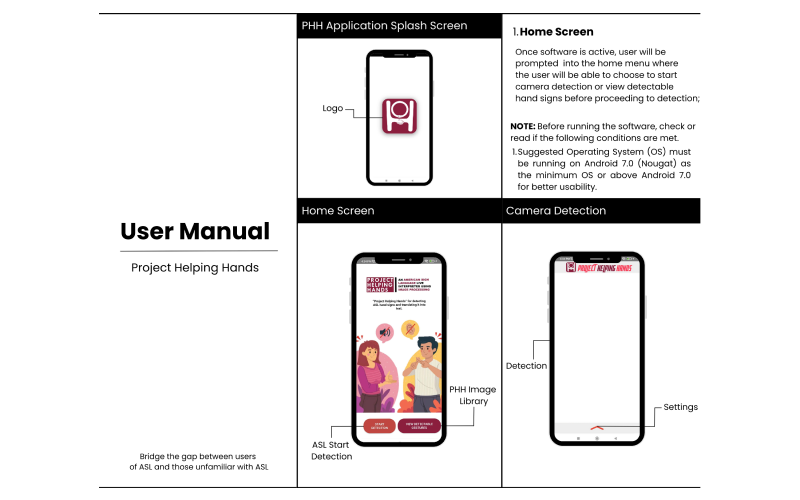 User Manual
Project Helping Hands
Bridge the gap between users
of ASL and those unfamiliar with ASL
PHH Application Splash Screen
Logo
1. Home Screen
Once software is active, user will be
prompted into the home menu where
the user will be able to choose to start
camera detection or view detectable
hand signs before proceeding to detection;
NOTE: Before running the software, check or
read if the following conditions are met.
1. Suggested Operating System (OS) must
be running on Android 7.0 (Nougat) as
the minimum OS or above Android 7.0
for better usability.
Home Screen
PROJECT
HELPING
HANDS
AN AMERICAN SIGN
LANGUAGE LIVE
INTERPRETER USING
IMAGE PROCESSING
"Project Helping Hands" for detecting
ASL hand signs and translating it into
text.
START
DETECTION
VIEW DETECTABLE
GESTURES
PHH Image
Library
ASL Start
Detection
Camera Detection
PROJECT HELPING HANDS
Detection
Settings